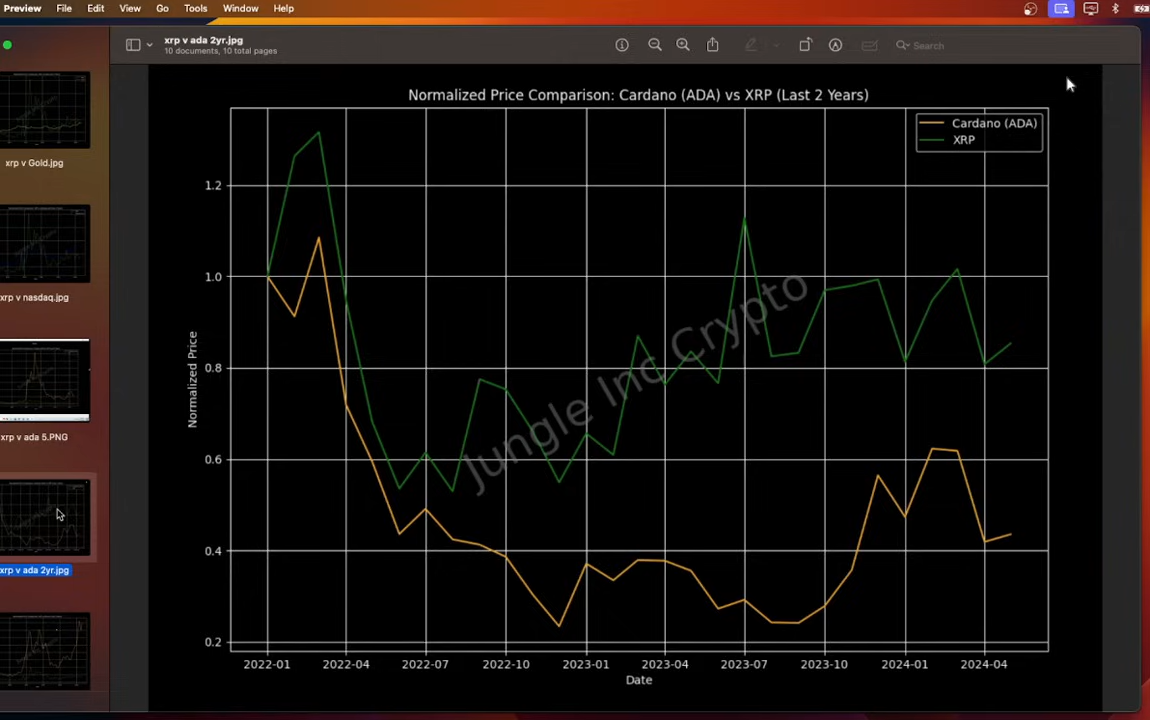 Preview File Edit View Go Tools Window Help
xrp v ada 2yr.jpg
10 documents, 10 total pages
Search
xrp v Gold.jpg
xrp v nasdaq.jpg
xrp v ada 5.PNG
xrp v ada 2yr.jpg
Normalized Price Comparison: Cardano (ADA) vs XRP (Last 2 Years)
Cardano (ADA)
XRP
1.2
1.0
0.8
0.6
0.4
0.2
Normalized Price
Jungle Inc Crypto
2022-01 2022-04 2022-07 2022-10 2023-01 2023-04 2023-07 2023-10 2024-01 2024-04
Date